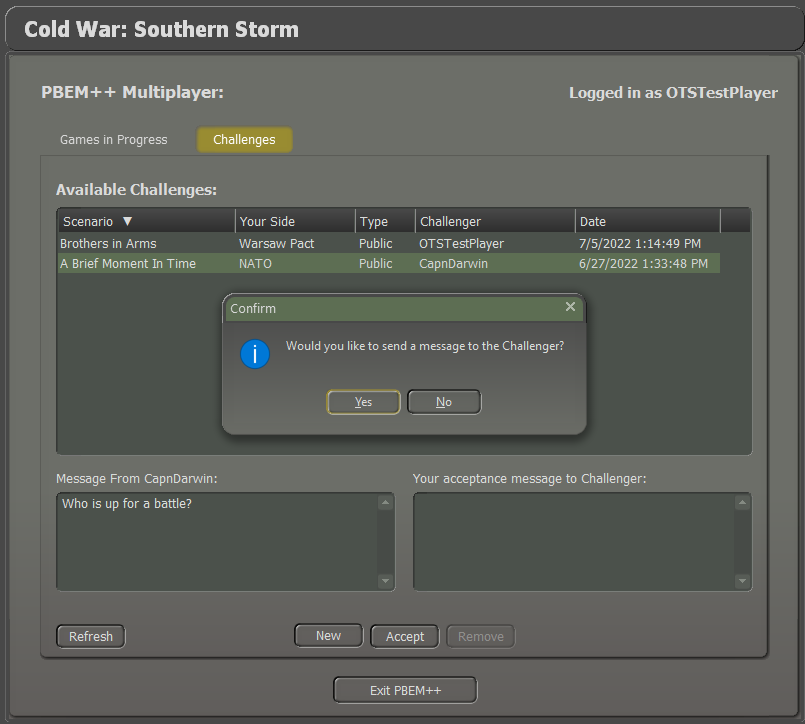 Cold War: Southern Storm
PBEM++ Multiplayer:
Logged in as OTSTestPlayer
Games in Progress
Challenges
Available Challenges:
Scenario ▼ Your Side Type Challenger Date
Brothers in Arms Warsaw Pact Public OTSTestPlayer 7/5/2022 1:14:49 PM
A Brief Moment In Time NATO Public CapnDarwin 6/27/2022 1:33:48 PM
Confirm
Would you like to send a message to the Challenger?
Yes No
Message From CapnDarwin:
Your acceptance message to Challenger:
Who is up for a battle?
Refresh New Accept Remove
Exit PBEM++